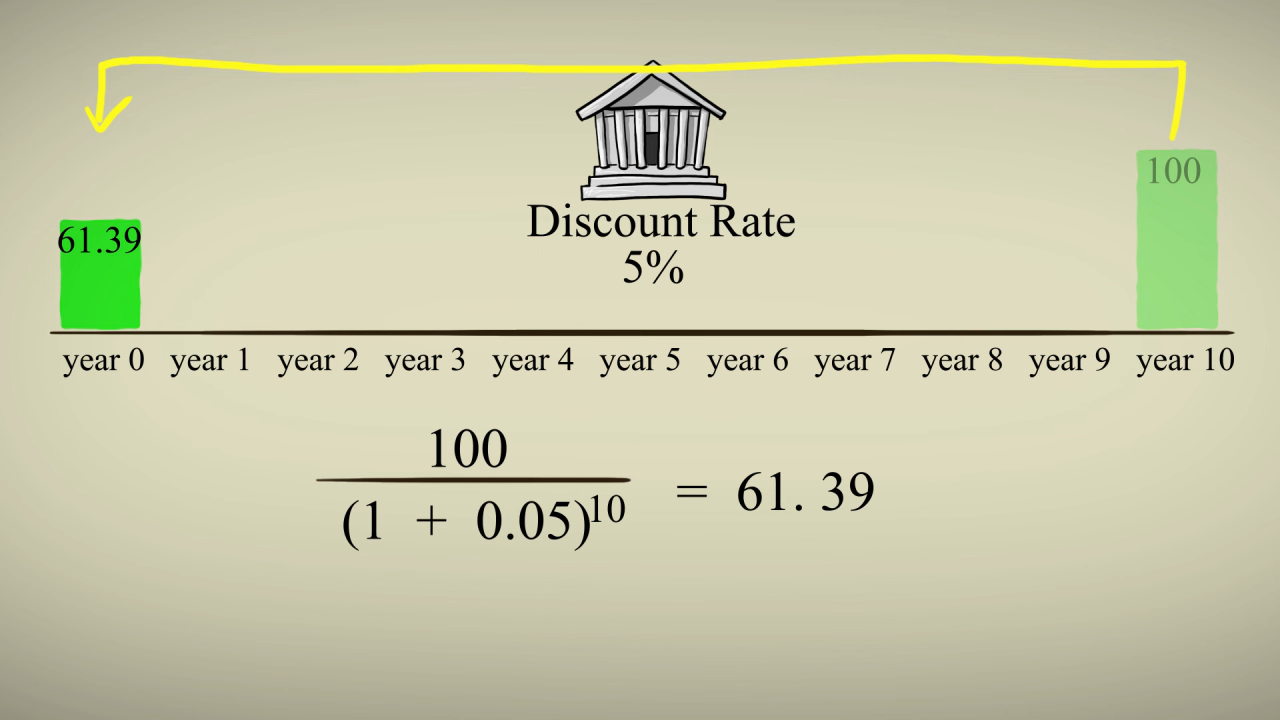 100
61.39
Discount Rate
5%
year 0 year 1 year 2 year 3 year 4 year 5 year 6 year 7 year 8 year 9 year 10
100
(1 + 0.05)^10 = 61. 39